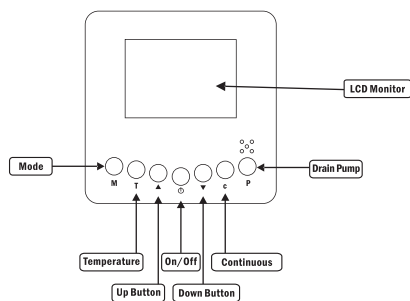 LCD Monitor
Mode
Drain Pump
M T c P
Temperature
On/Off
Continuous
Up Button
Down Button